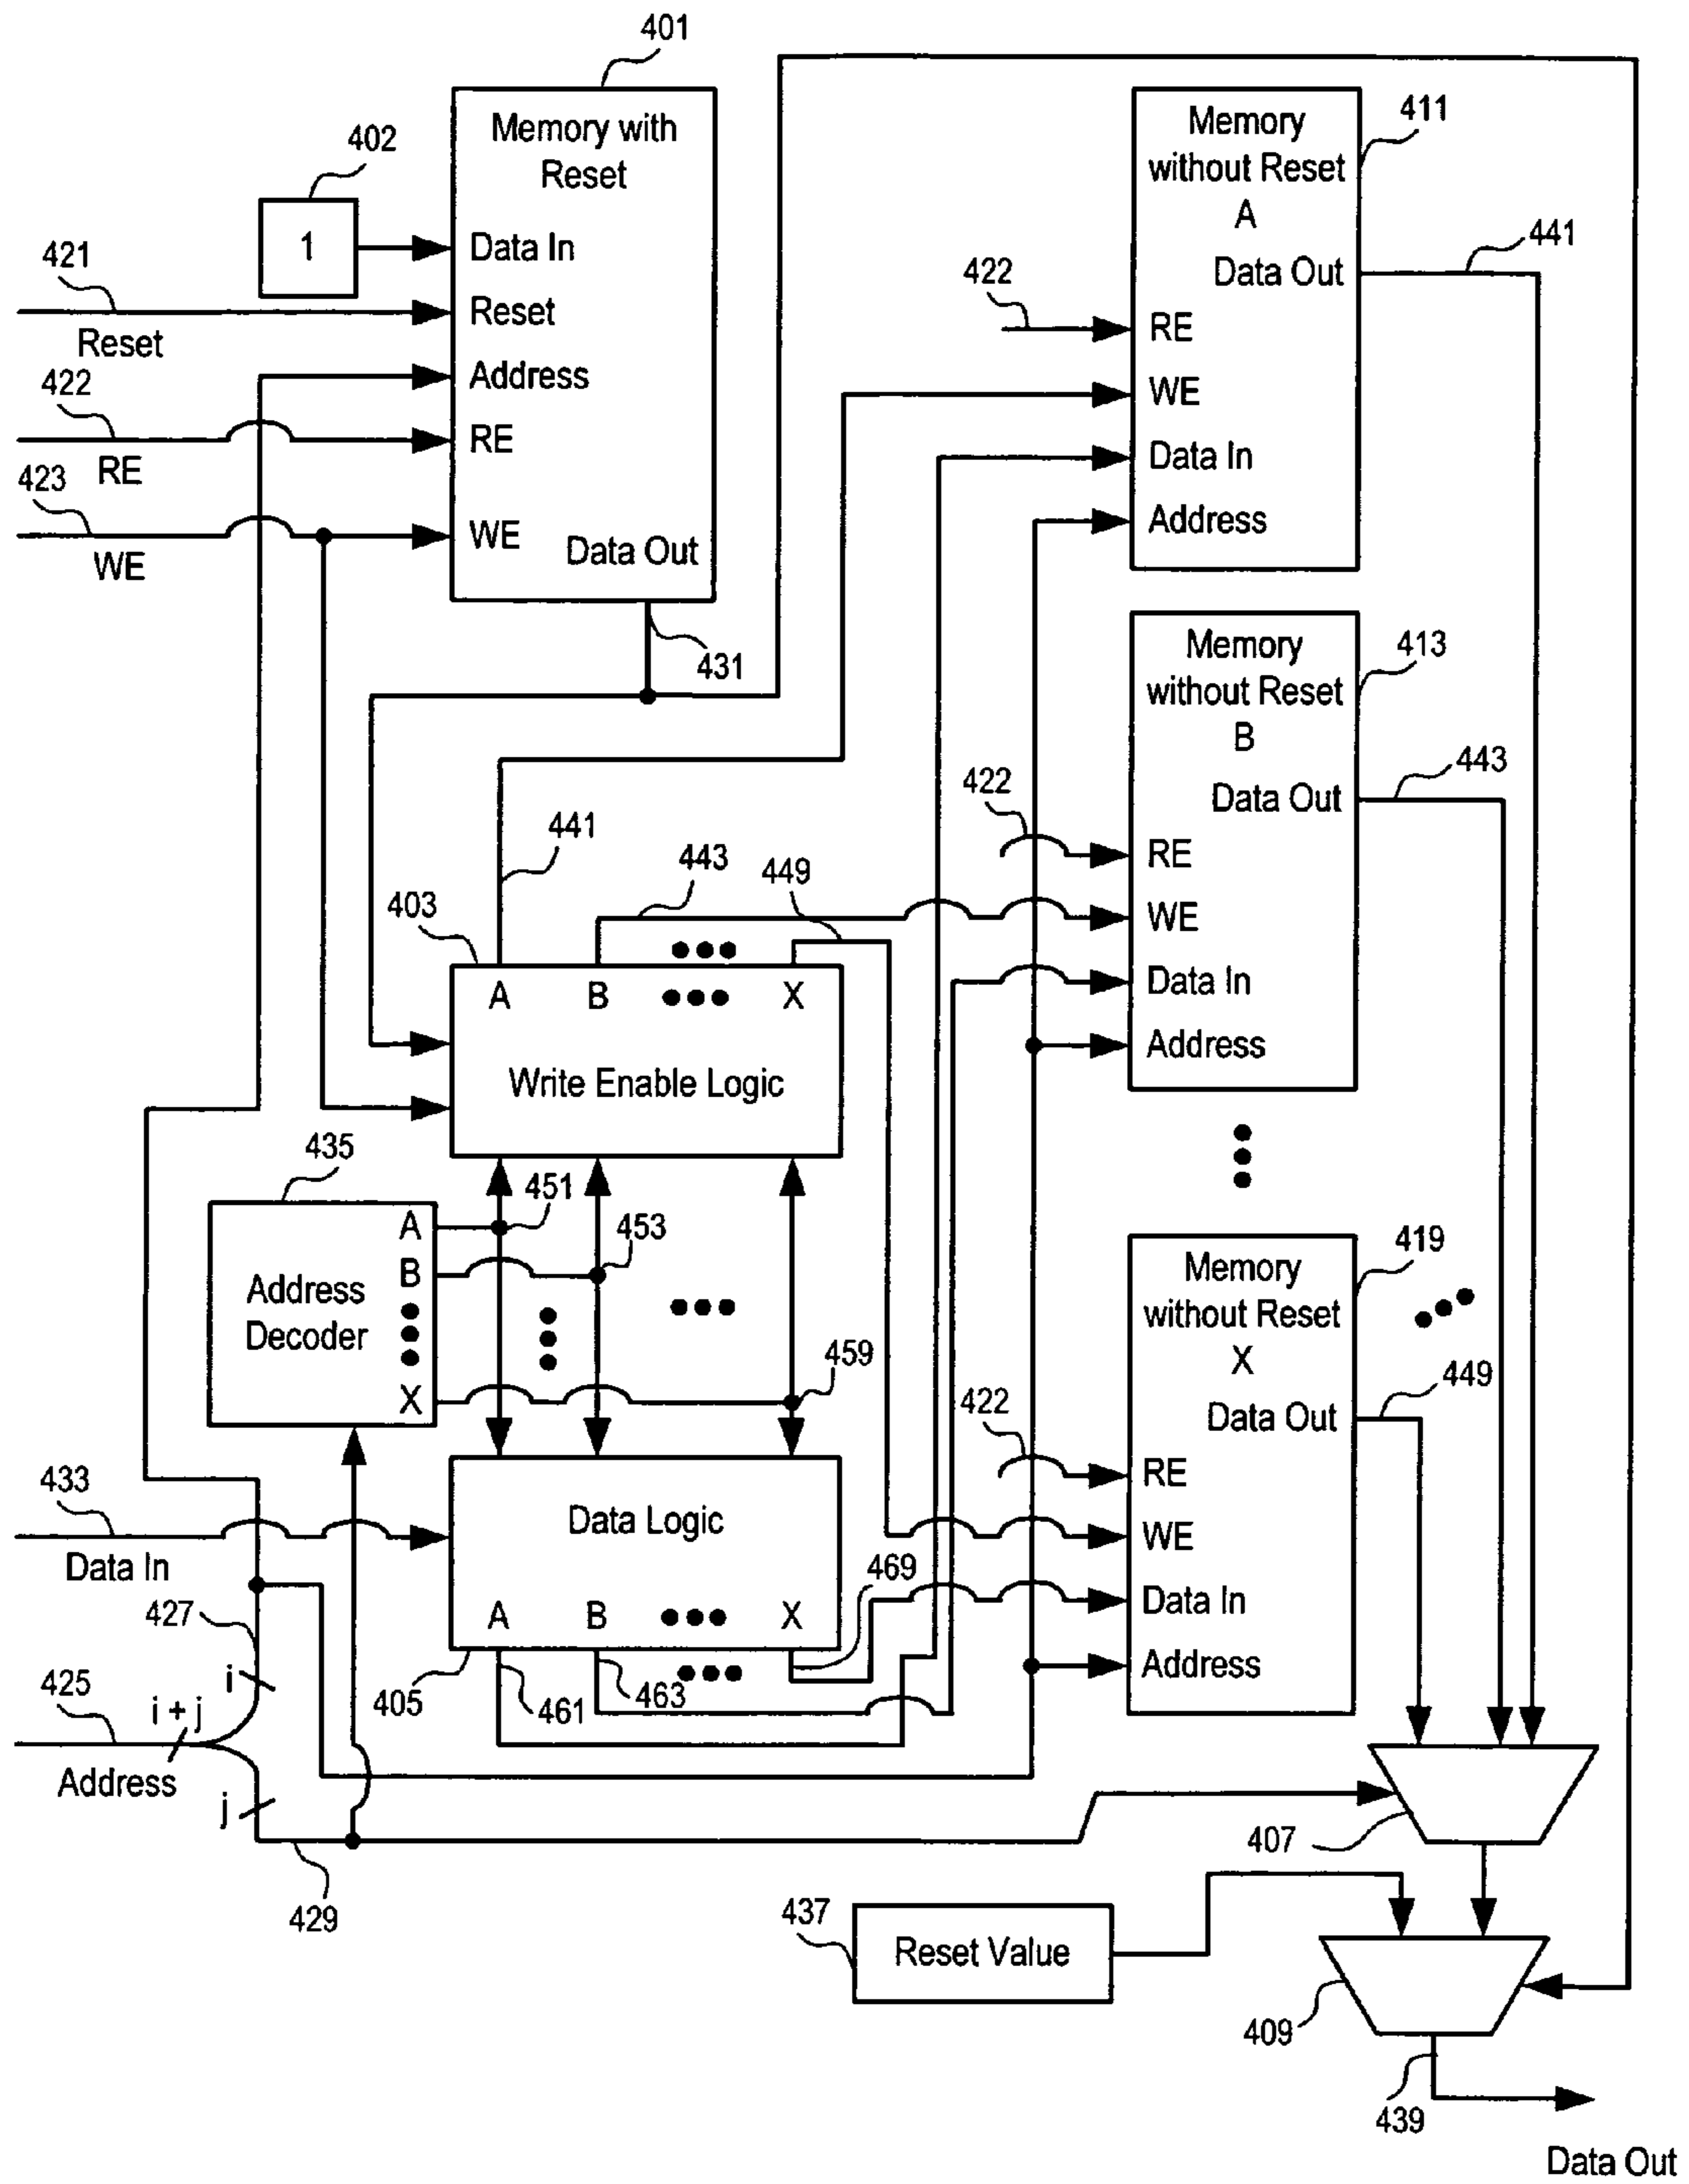 401
402
Memory with
Reset
1
Data In
421
Reset
Reset
422
Address
RE
RE
423
WE
WE
Data Out
431
411
Memory
without Reset
A
441
Data Out
422
RE
WE
Data In
Address
413
Memory
without Reset
B
443
Data Out
422
RE
WE
Data In
Address
441
443
449
403
A B X
Write Enable Logic
435
451
453
A
B
Address
Decoder
X
459
419
Memory
without Reset
X
449
Data Out
422
RE
WE
Data In
Address
433
Data In
Data Logic
A B X
469
427
i
405
461
463
425
i + j
Address
j
429
407
437
Reset Value
409
439
Data Out